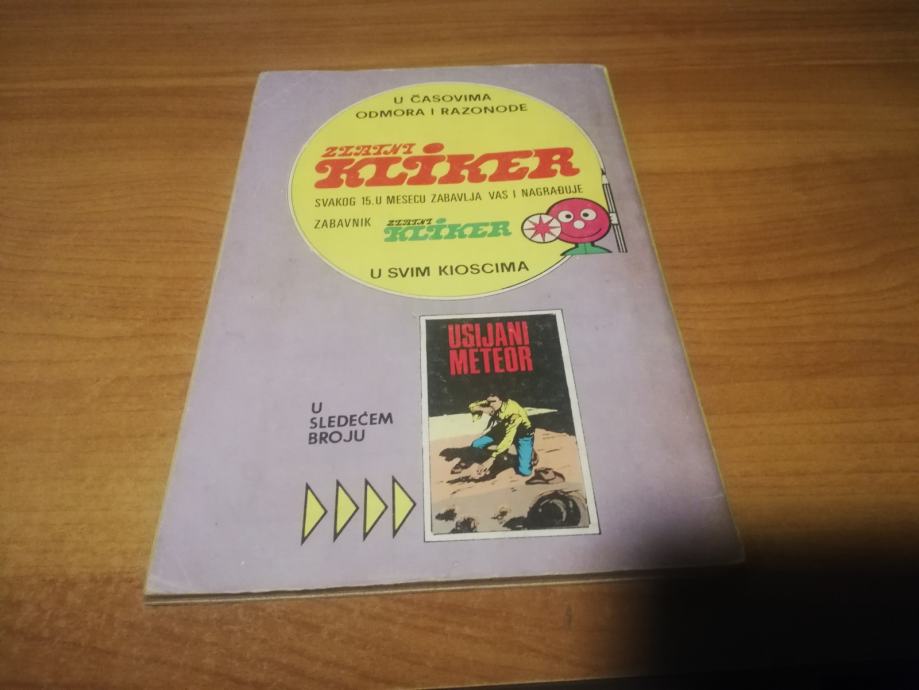 U ČASOVIMA
ODMORA I RAZONODE
ZLATNI
KLIKER
SVAKOG 15. U MESECU ZABAVLJA VAS I NAGRAĐUJE
ZABAVNIK ZLATNI KLIKER
U SVIM KIOSCIMA
USIJANI
METEOR
U
SLEDEĆEM
BROJU